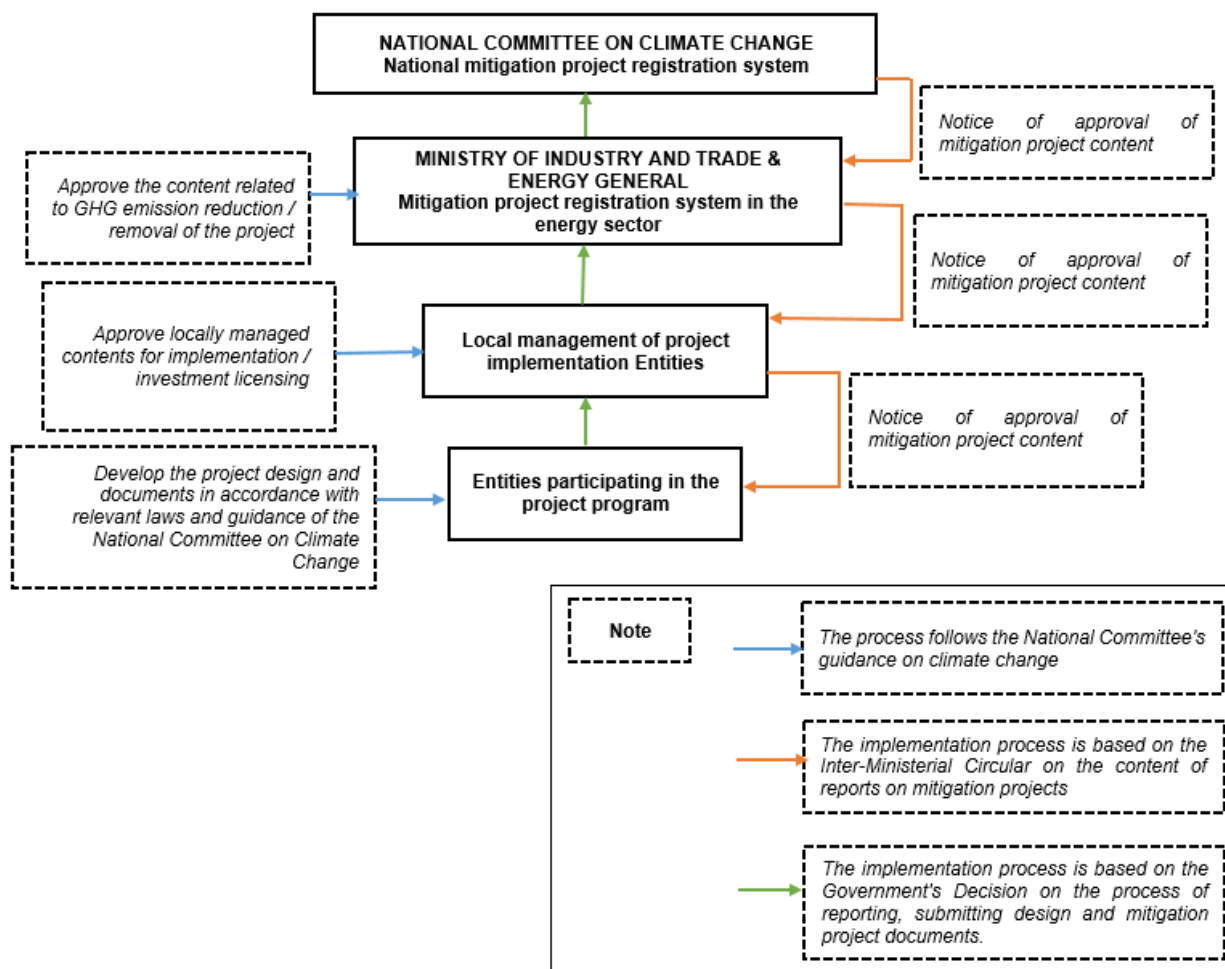 NATIONAL COMMITTEE ON CLIMATE CHANGE
National mitigation project registration system
Notice of approval of
mitigation project content
MINISTRY OF INDUSTRY AND TRADE &
ENERGY GENERAL
Mitigation project registration system in the
energy sector
Approve the content related
to GHG emission reduction /
removal of the project
Notice of approval of
mitigation project content
Approve locally managed
contents for implementation /
investment licensing
Local management of project
implementation Entities
Notice of approval of
mitigation project content
Develop the project design and
documents in accordance with
relevant laws and guidance of the
National Committee on Climate
Change
Entities participating in the
project program
Note
The process follows the National Committee's
guidance on climate change
The implementation process is based on the
Inter-Ministerial Circular on the content of
reports on mitigation projects
The implementation process is based on the
Government's Decision on the process of
reporting, submitting design and mitigation
project documents.